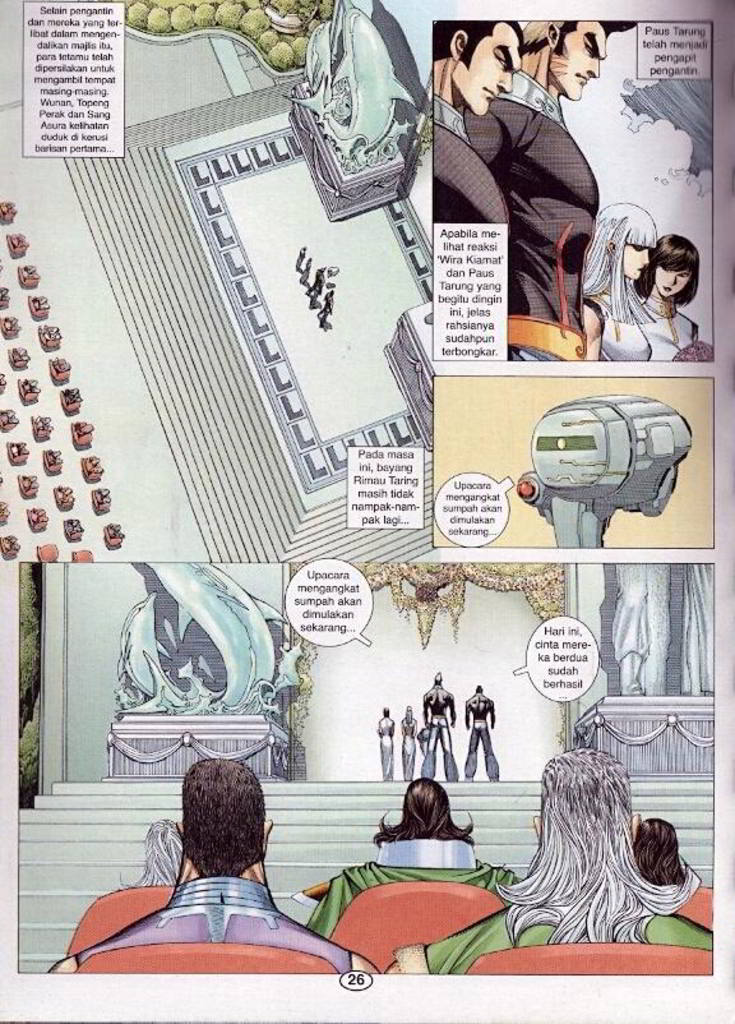 Selain pengantin
dan mereka yang ter-
libat dalam mengen-
dalikan majlis itu,
para tetamu telah
dipersilakan untuk
mengambil tempat
masing-masing.
Wunan, Topeng
Perak dan Sang
Asura kelihatan
duduk di kerusi
barisan pertama...
Paus Tarung
telah menjadi
pengapit
pengantin.
Apabila me-
lihat reaksi
'Wira Kiamat'
dan Paus
Tarung yang
begitu dingin
ini, jelas
rahsianya
sudahpun
terbongkar.
Pada masa
ini, bayang
Rimau Taring
masih tidak
nampak-nam-
pak lagi...
Upacara
mengangkat
sumpah akan
dimulakan
sekarang...
Upacara
mengangkat
sumpah akan
dimulakan
sekarang...
Hari ini,
cinta mere-
ka berdua
sudah
berhasil
...
26